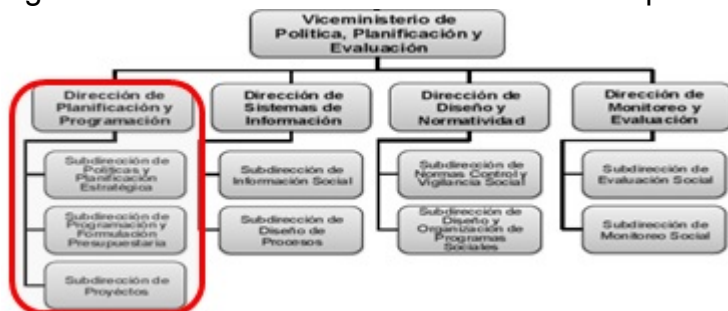 Viceministerio de
Política, Planificación y
Evaluación
Dirección de
Planificación y
Programación
Dirección de
Sistemas de
Información
Dirección de
Diseño y
Normatividad
Dirección de
Monitoreo y
Evaluación
Subdirección de
Políticas y
Planificación
Estratégica
Subdirección de
Información Social
Subdirección de
Normas Control y
Vigilancia Social
Subdirección de
Evaluación Social
Subdirección de
Programación y
Formulación
Presupuestaria
Subdirección de
Diseño de
Procesos
Subdirección de
Diseño y
Organización de
Programas
Sociales
Subdirección de
Monitoreo Social
Subdirección de
Proyectos